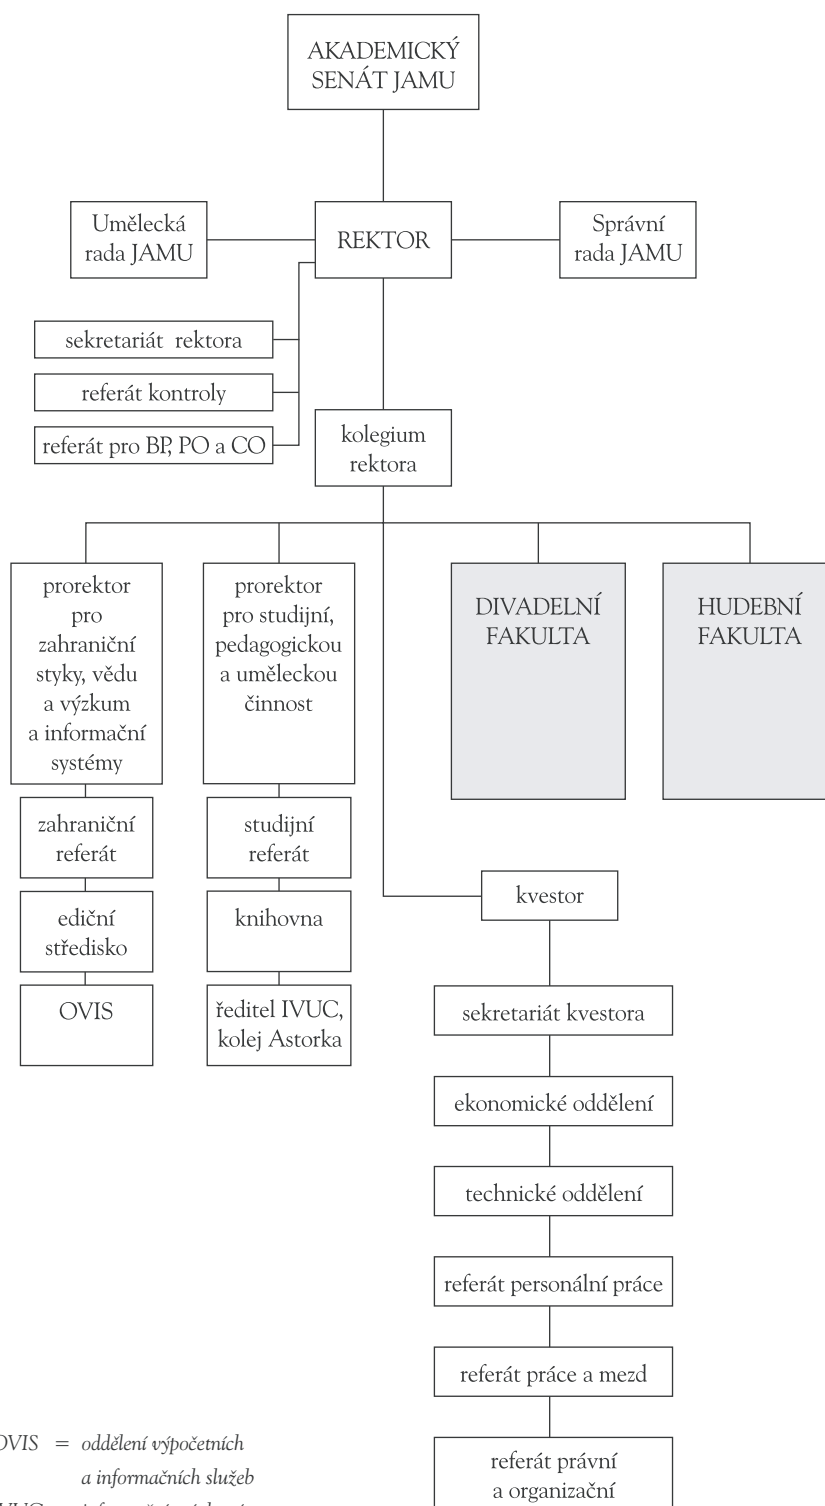 AKADEMICKÝ
SENÁT JAMU
Umělecká
rada JAMU
REKTOR
Správní
rada JAMU
sekretariát rektora
referát kontroly
referát pro BP, PO a CO
kolegium
rektora
prorektor
pro
zahraniční
styky, vědu
a výzkum
a informační
systémy
prorektor
pro studijní,
pedagogickou
a uměleckou
činnost
DIVADELNÍ
FAKULTA
HUDEBNÍ
FAKULTA
zahraniční
referát
studijní
referát
ediční
středisko
knihovna
OVIS
ředitel IVUC,
kolej Astorka
kvestor
sekretariát kvestora
ekonomické oddělení
technické oddělení
referát personální práce
referát práce a mezd
referát právní
a organizační
OVIS = oddělení výpočetních
a informačních služeb